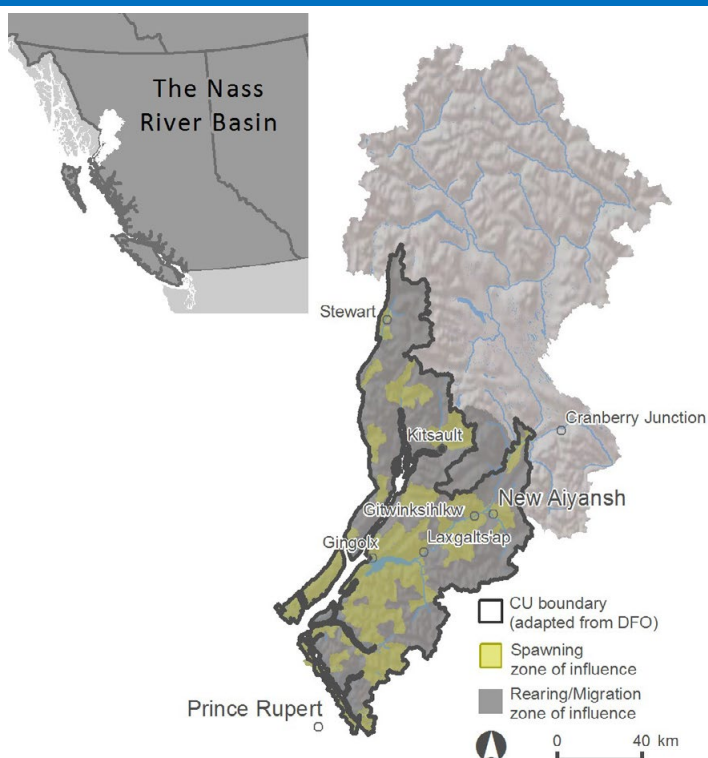 The Nass
River Basin
Stewart
Cranberry Junction
Kitsault
New Aiyansh
Gitwinksihlkw
Laxgalts'ap
Gingolx
CU boundary
(adapted from DFO)
Spawning
zone of influence
Rearing/Migration
zone of influence
Prince Rupert
0 40 km